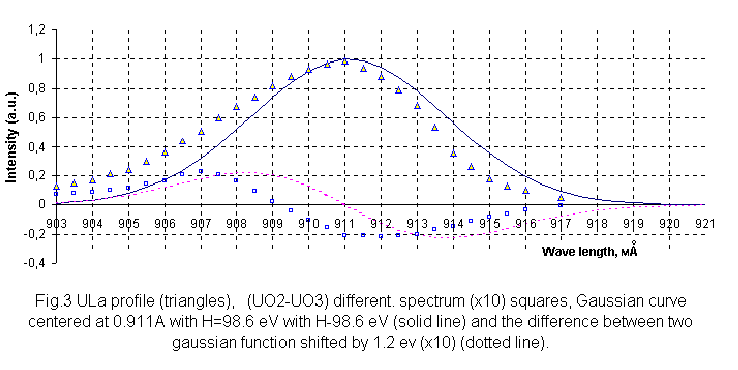 1,2
1
0,8
0,6
0,4
0,2
0
-0,2
-0,4
Intensity (a.u.)
903 904 905 906 907 908 909 910 911 912 913 914 915 916 917 918 919 920 921
Wave length, мÅ
Fig.3 ULa profile (triangles), (UO2-UO3) different. spectrum (x10) squares, Gaussian curve
centered at 0.911A with H=98.6 eV with H-98.6 eV (solid line) and the difference between two
gaussian function shifted by 1.2 ev (x10) (dotted line).